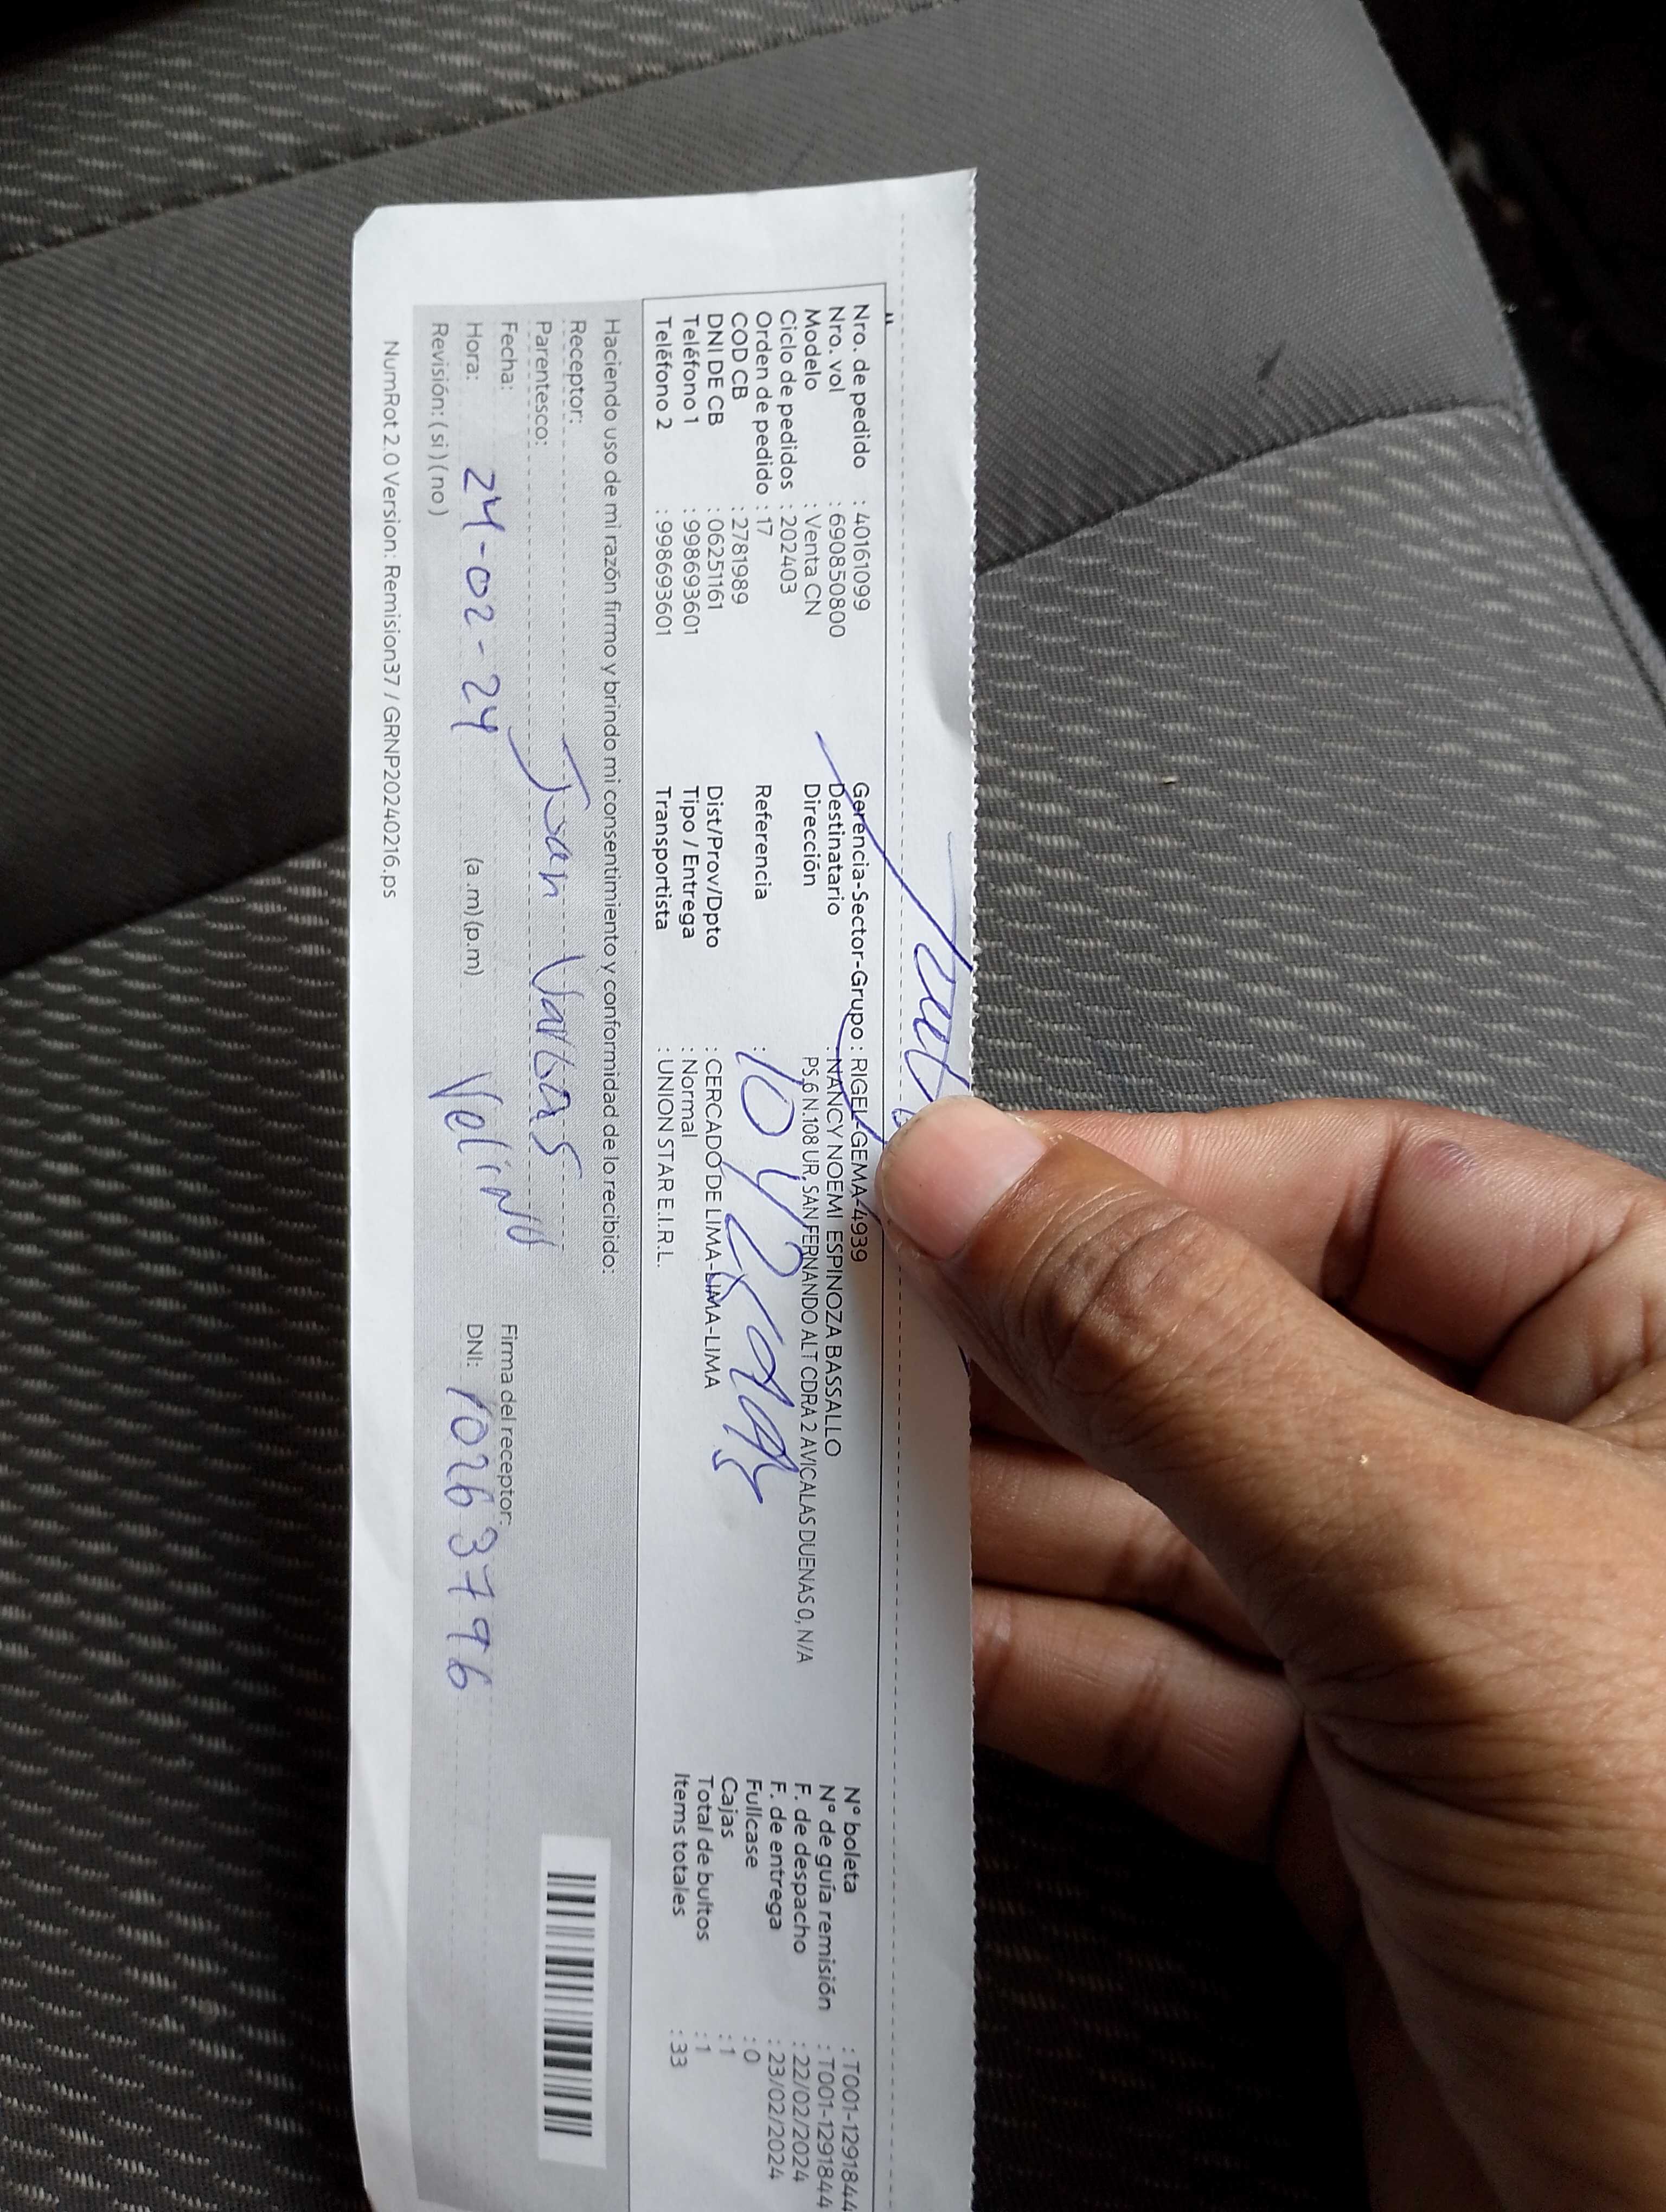 Nro. de pedido : 40161099
Nro. vol : 690850800
Modelo : Venta CN
Ciclo de pedidos : 202403
Orden de pedido : 17
COD CB : 2781989
DNI DE CB : 06251161
Teléfono 1 : 998693601
Teléfono 2 : 998693601
Gerencia-Sector-Grupo : RIGEL-GEMA-4939
Destinatario : NANCY NOEMI ESPINOZA BASSALLO
Dirección PS,6 N.108 UR, SAN FERNANDO ALT CDRA 2 AVICALAS DUENAS 0, N/A
Referencia :
Dist/Prov/Dpto : CERCADO DE LIMA-LIMA-LIMA
Tipo / Entrega : Normal
Transportista : UNION STAR E.I.R.L.
N° boleta : T001-1291844
N° de guía remisión : T001-1291844
F. de despacho : 22/02/2024
F. de entrega : 23/02/2024
Fullcase : 0
Cajas : 1
Total de bultos : 1
Items totales : 33
Haciendo uso de mi razón firmo y brindo mi consentimiento y conformidad de lo recibido:
Receptor:
Parentesco: Juan Vargas
Fecha: 24-02-24 Velino Firma del receptor:
Hora: (a .m)(p.m) DNI: 10263796
Revisión: ( si ) ( no )
NumRot 2.0 Version: Remision37 / GRNP20240216.ps